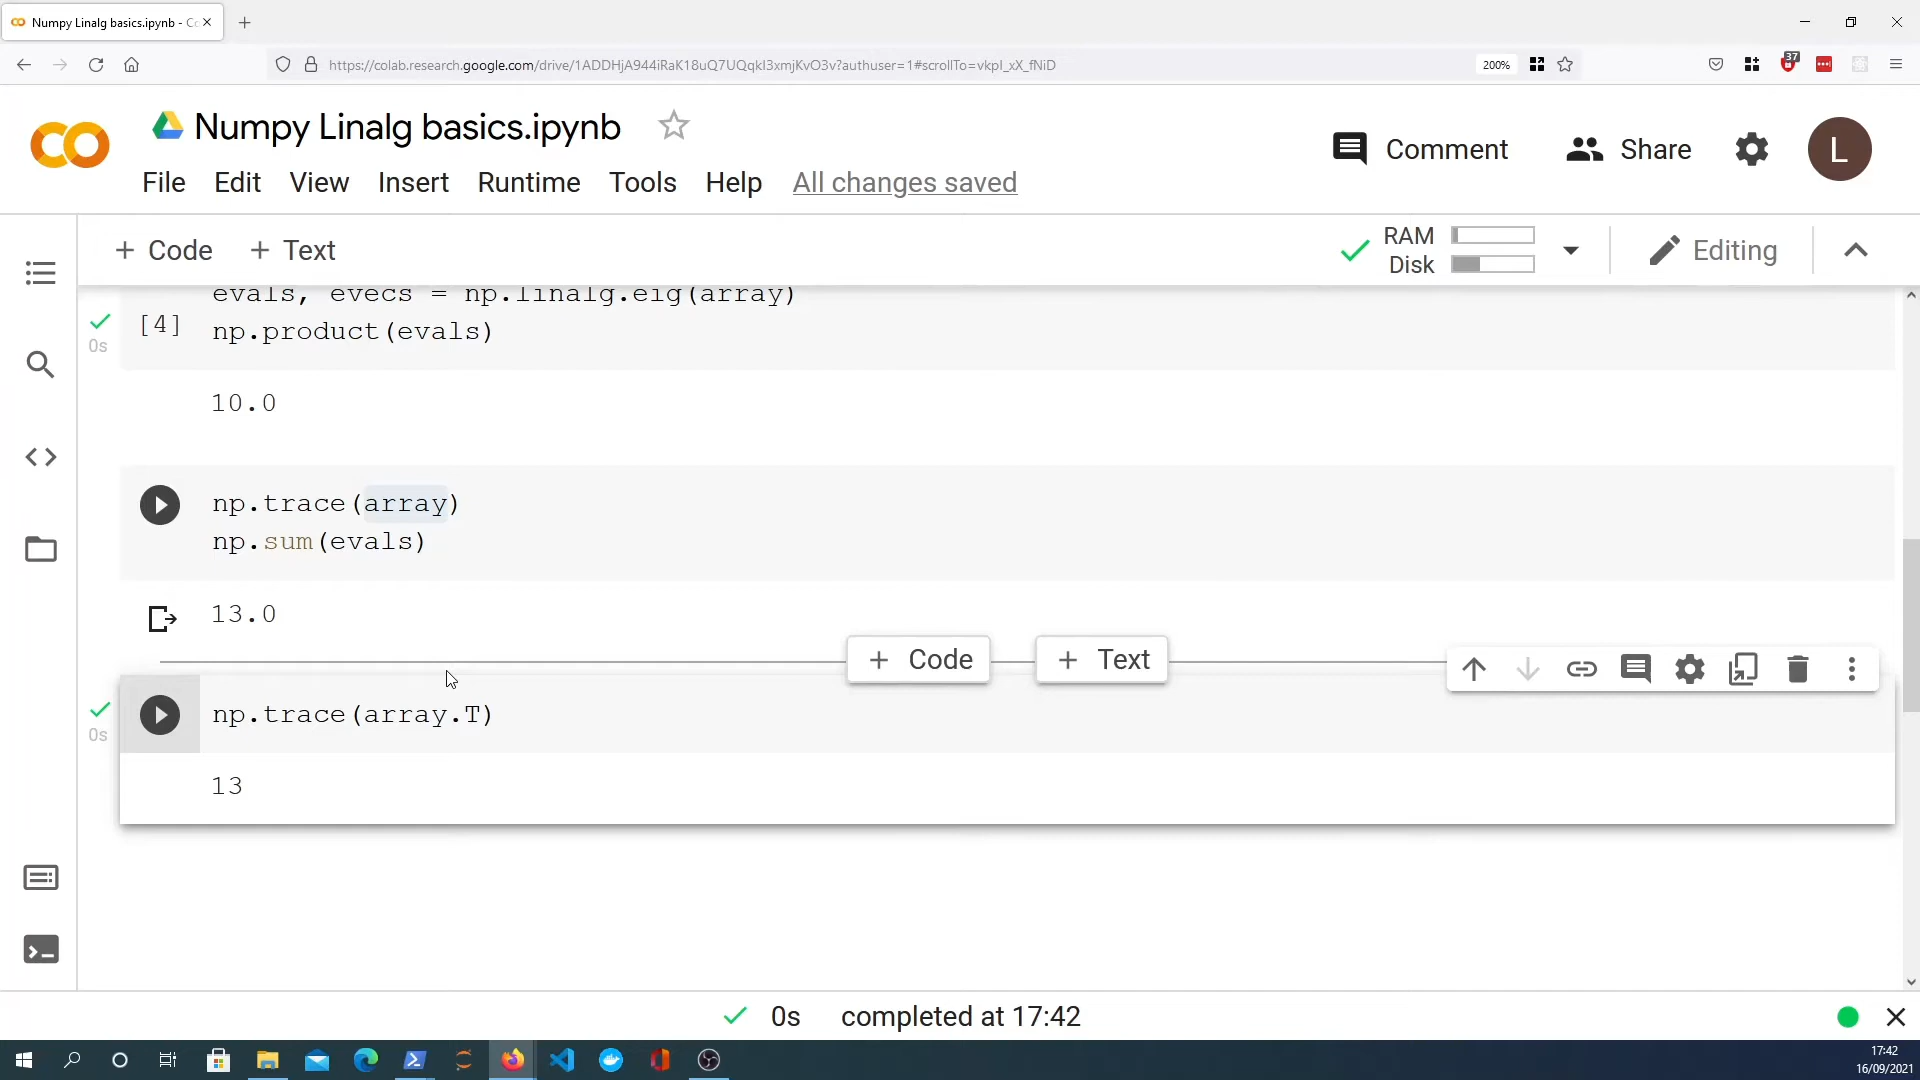 Numpy Linalg basics.ipynb - Co
https://colab.research.google.com/drive/1ADDHjA944iRaK18uQ7UQqkI3xmjKvO3v?authuser=1#scrollTo=vkpI_xX_fNiD
200%
37
Numpy Linalg basics.ipynb
Comment
Share
L
File Edit View Insert Runtime Tools Help All changes saved
+ Code + Text
RAM
Disk
Editing
evals, evecs = np.linalg.eig(array)
[4]
np.product(evals)
0s
10.0
np.trace(array)
np.sum(evals)
13.0
+ Code + Text
np.trace(array.T)
0s
13
0s completed at 17:42
17:42
16/09/2021